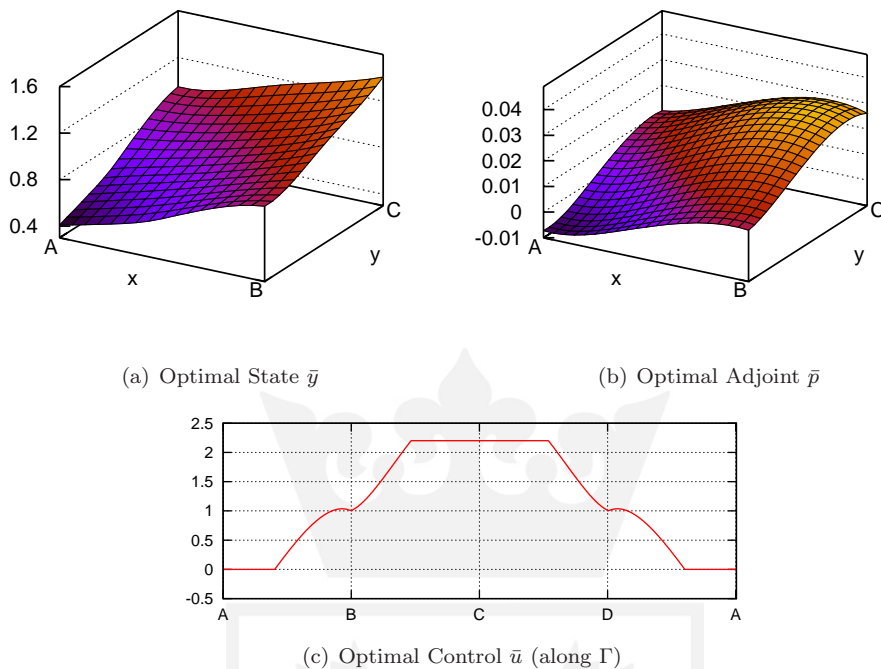 1.6
1.2
0.8
0.4
A
x
B
y
C
0.04
0.03
0.02
0.01
0
-0.01
A
x
B
y
C
(a) Optimal State ȳ
(b) Optimal Adjoint p̄
2.5
2
1.5
1
0.5
0
-0.5
A B C D A
(c) Optimal Control ū (along Γ)